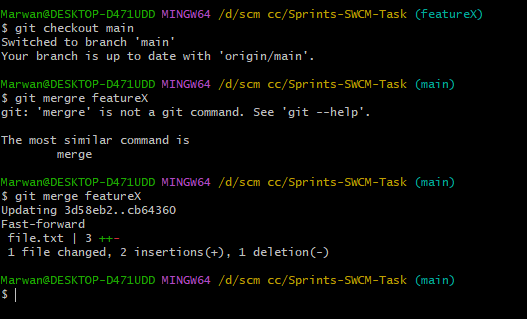 Marwan@DESKTOP-D471UDD MINGW64 /d/scm cc/Sprints-SWCM-Task (featureX)
$ git checkout main
Switched to branch 'main'
Your branch is up to date with 'origin/main'.
Marwan@DESKTOP-D471UDD MINGW64 /d/scm cc/Sprints-SWCM-Task (main)
$ git mergre featureX
git: 'mergre' is not a git command. See 'git --help'.
The most similar command is
        merge
Marwan@DESKTOP-D471UDD MINGW64 /d/scm cc/Sprints-SWCM-Task (main)
$ git merge featureX
Updating 3d58eb2..cb64360
Fast-forward
 file.txt | 3 ++-
 1 file changed, 2 insertions(+), 1 deletion(-)
Marwan@DESKTOP-D471UDD MINGW64 /d/scm cc/Sprints-SWCM-Task (main)
$